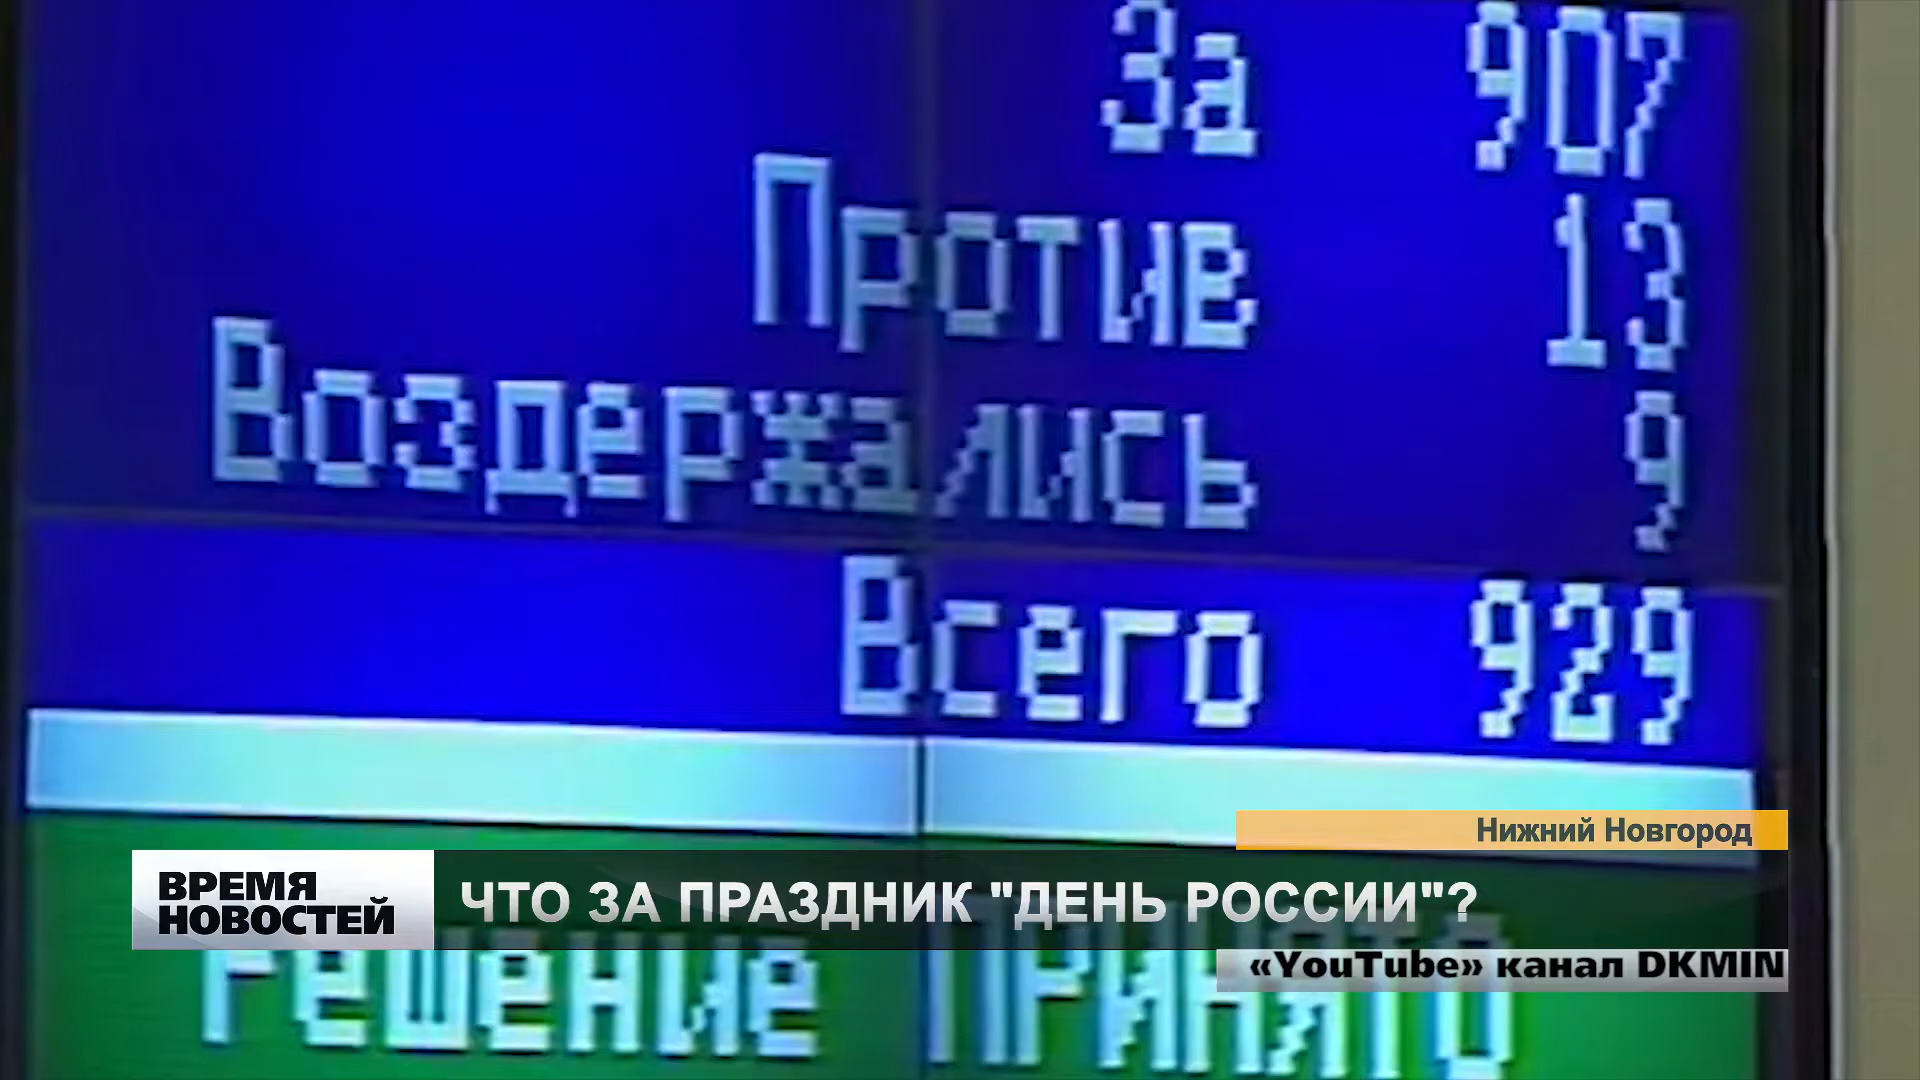 За 907
Против 13
Воздержались 9
Всего 929
Нижний Новгород
ВРЕМЯ
НОВОСТЕЙ
ЧТО ЗА ПРАЗДНИК "ДЕНЬ РОССИИ"?
«YouTube» канал DKMIN
Решение ПРИНЯТО